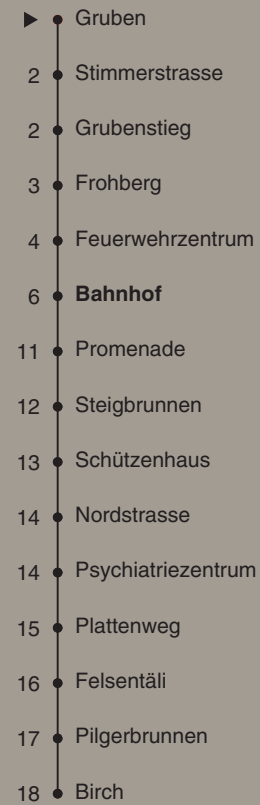 ▶ Gruben
2 Stimmerstrasse
2 Grubenstieg
3 Frohberg
4 Feuerwehrzentrum
6 Bahnhof
11 Promenade
12 Steigbrunnen
13 Schützenhaus
14 Nordstrasse
14 Psychiatriezentrum
15 Plattenweg
16 Felsentäli
17 Pilgerbrunnen
18 Birch